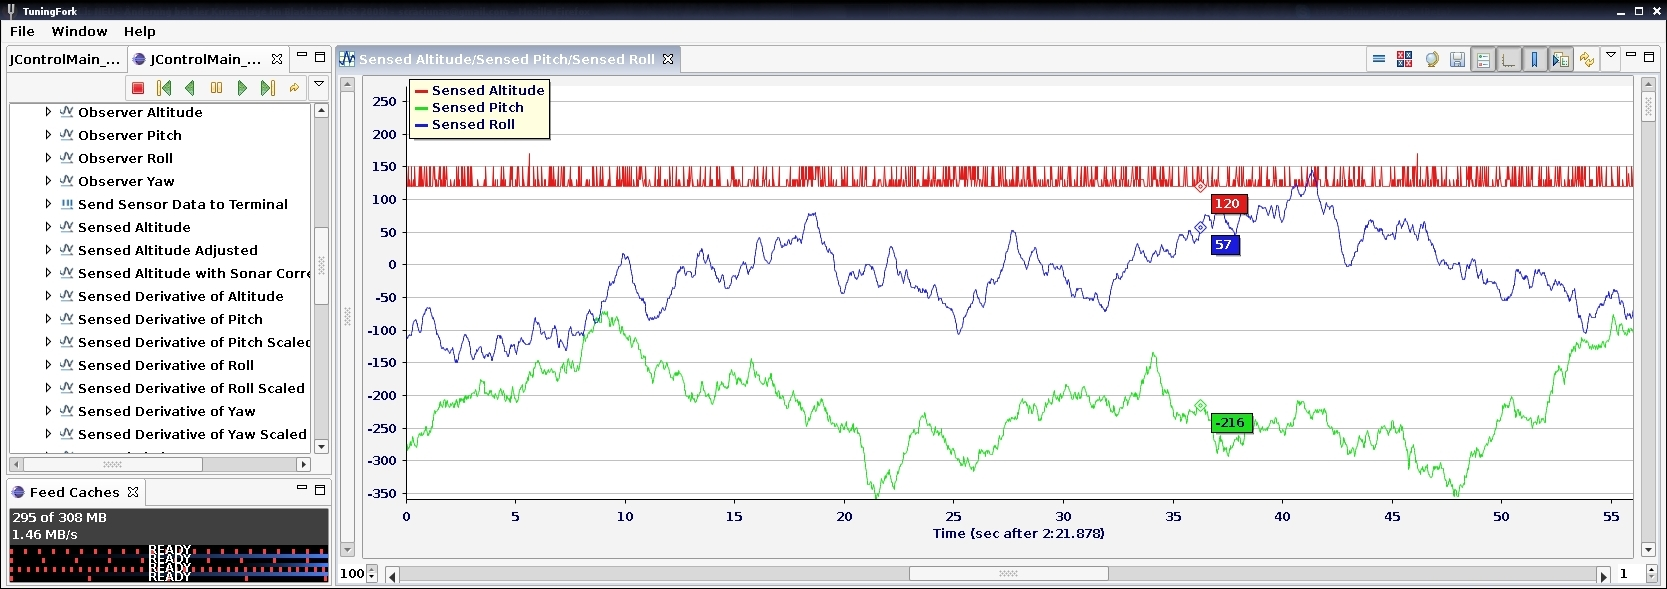 TuningFork
File Window Help
JControlMain_...
JControlMain_...
Observer Altitude
Observer Pitch
Observer Roll
Observer Yaw
Send Sensor Data to Terminal
Sensed Altitude
Sensed Altitude Adjusted
Sensed Altitude with Sonar Corre
Sensed Derivative of Altitude
Sensed Derivative of Pitch
Sensed Derivative of Pitch Scaled
Sensed Derivative of Roll
Sensed Derivative of Roll Scaled
Sensed Derivative of Yaw
Sensed Derivative of Yaw Scaled
Feed Caches
295 of 308 MB
1.46 MB/s
READY
READY
READY
READY
Sensed Altitude/Sensed Pitch/Sensed Roll
Sensed Altitude
Sensed Pitch
Sensed Roll
250
200
150
100
50
0
-50
-100
-150
-200
-250
-300
-350
120
57
-216
0 5 10 15 20 25 30 35 40 45 50 55
Time (sec after 2:21.878)
100
1